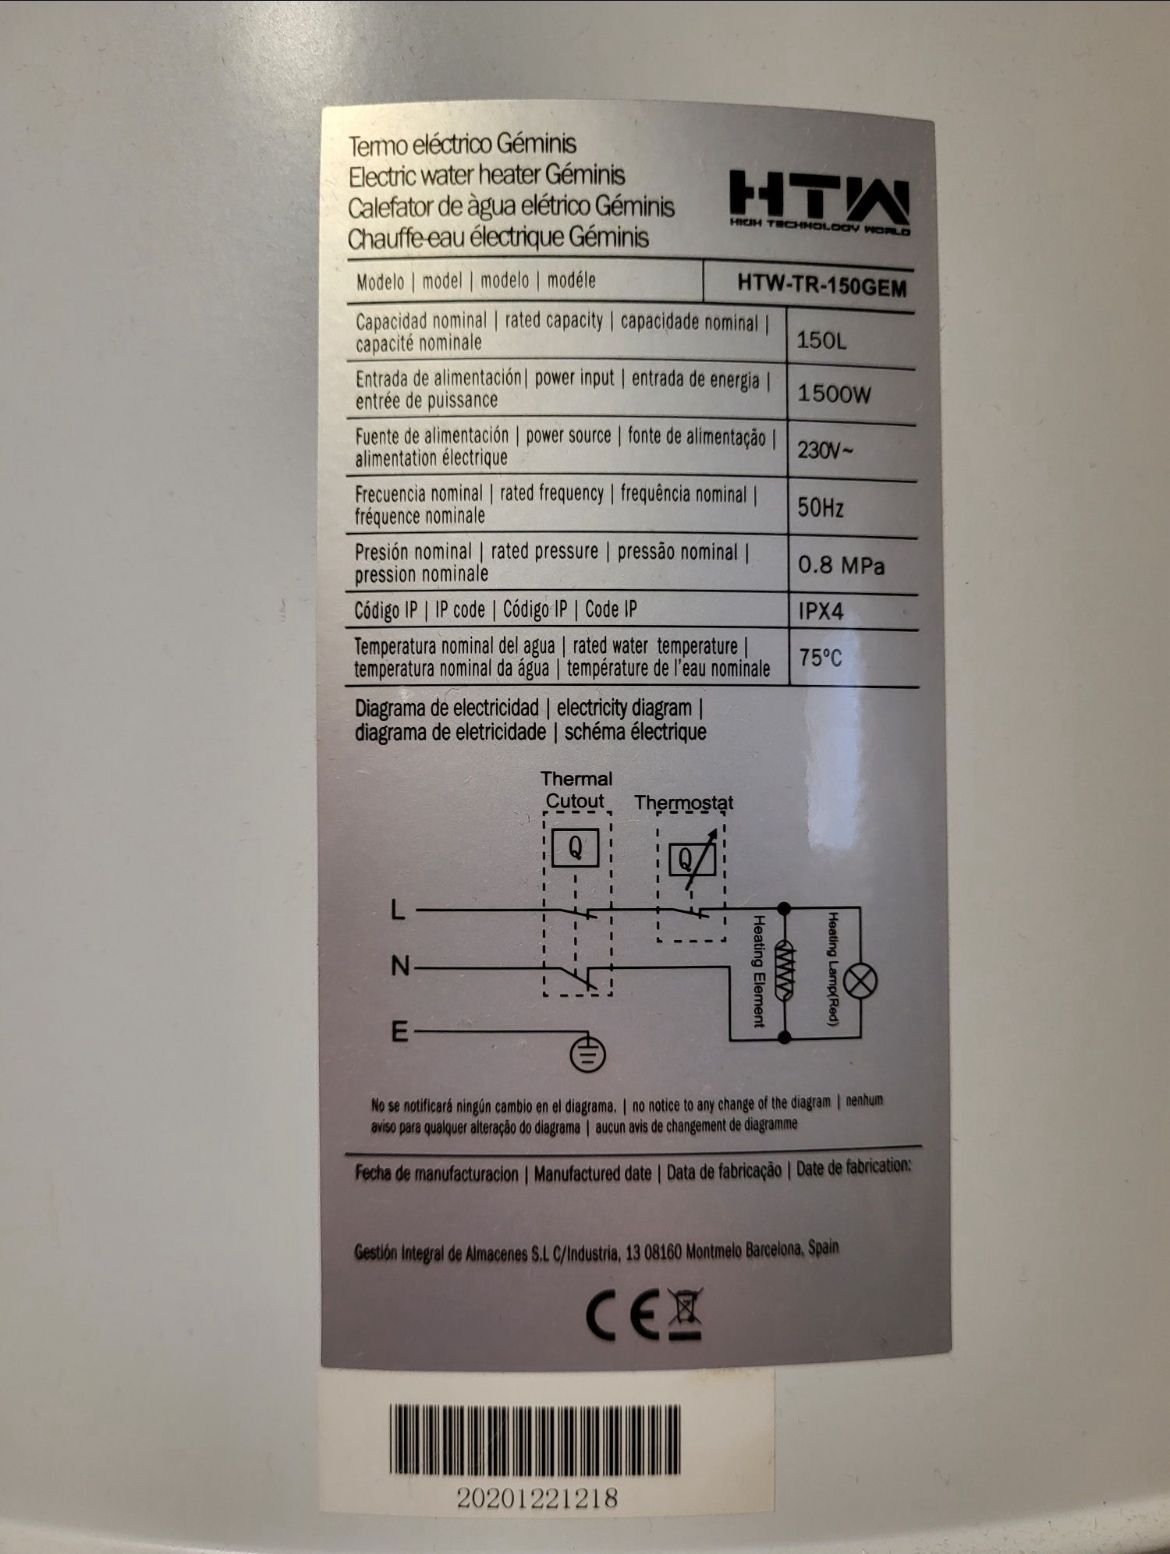 Termo eléctrico Géminis
Electric water heater Géminis
Calefator de àgua elétrico Géminis
Chauffe-eau électrique Géminis
HTW
HIGH TECHNOLOGY WORLD
Modelo | model | modelo | modéle
HTW-TR-150GEM
Capacidad nominal | rated capacity | capacidade nominal |
capacité nominale
150L
Entrada de alimentación| power input | entrada de energia |
entrée de puissance
1500W
Fuente de alimentación | power source | fonte de alimentação |
alimentation électrique
230V~
Frecuencia nominal | rated frequency | frequência nominal |
fréquence nominale
50Hz
Presión nominal | rated pressure | pressão nominal |
pression nominale
0.8 MPa
Código IP | IP code | Código IP | Code IP
IPX4
Temperatura nominal del agua | rated water temperature |
temperatura nominal da água | température de l'eau nominale
75ºC
Diagrama de electricidad | electricity diagram |
diagrama de eletricidade | schéma électrique
Thermal
Cutout
Thermostat
Q
Q
L
N
E
Heating Element
Heating Lamp(Red)
No se notificará ningún cambio en el diagrama. | no notice to any change of the diagram | nenhum
aviso para qualquer alteração do diagrama | aucun avis de changement de diagramme
Fecha de manufacturacion | Manufactured date | Data de fabricação | Date de fabrication:
Gestión Integral de Almacenes S.L C/Industria, 13 08160 Montmelo Barcelona, Spain
CE
20201221218